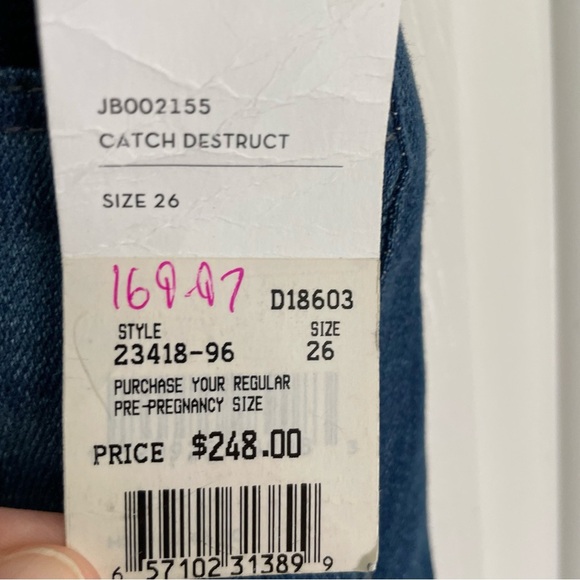 JB002155
CATCH DESTRUCT
SIZE 26
169.97 D18603
STYLE SIZE
23418-96 26
PURCHASE YOUR REGULAR
PRE-PREGNANCY SIZE
PRICE $248.00
6 57102 31389 9